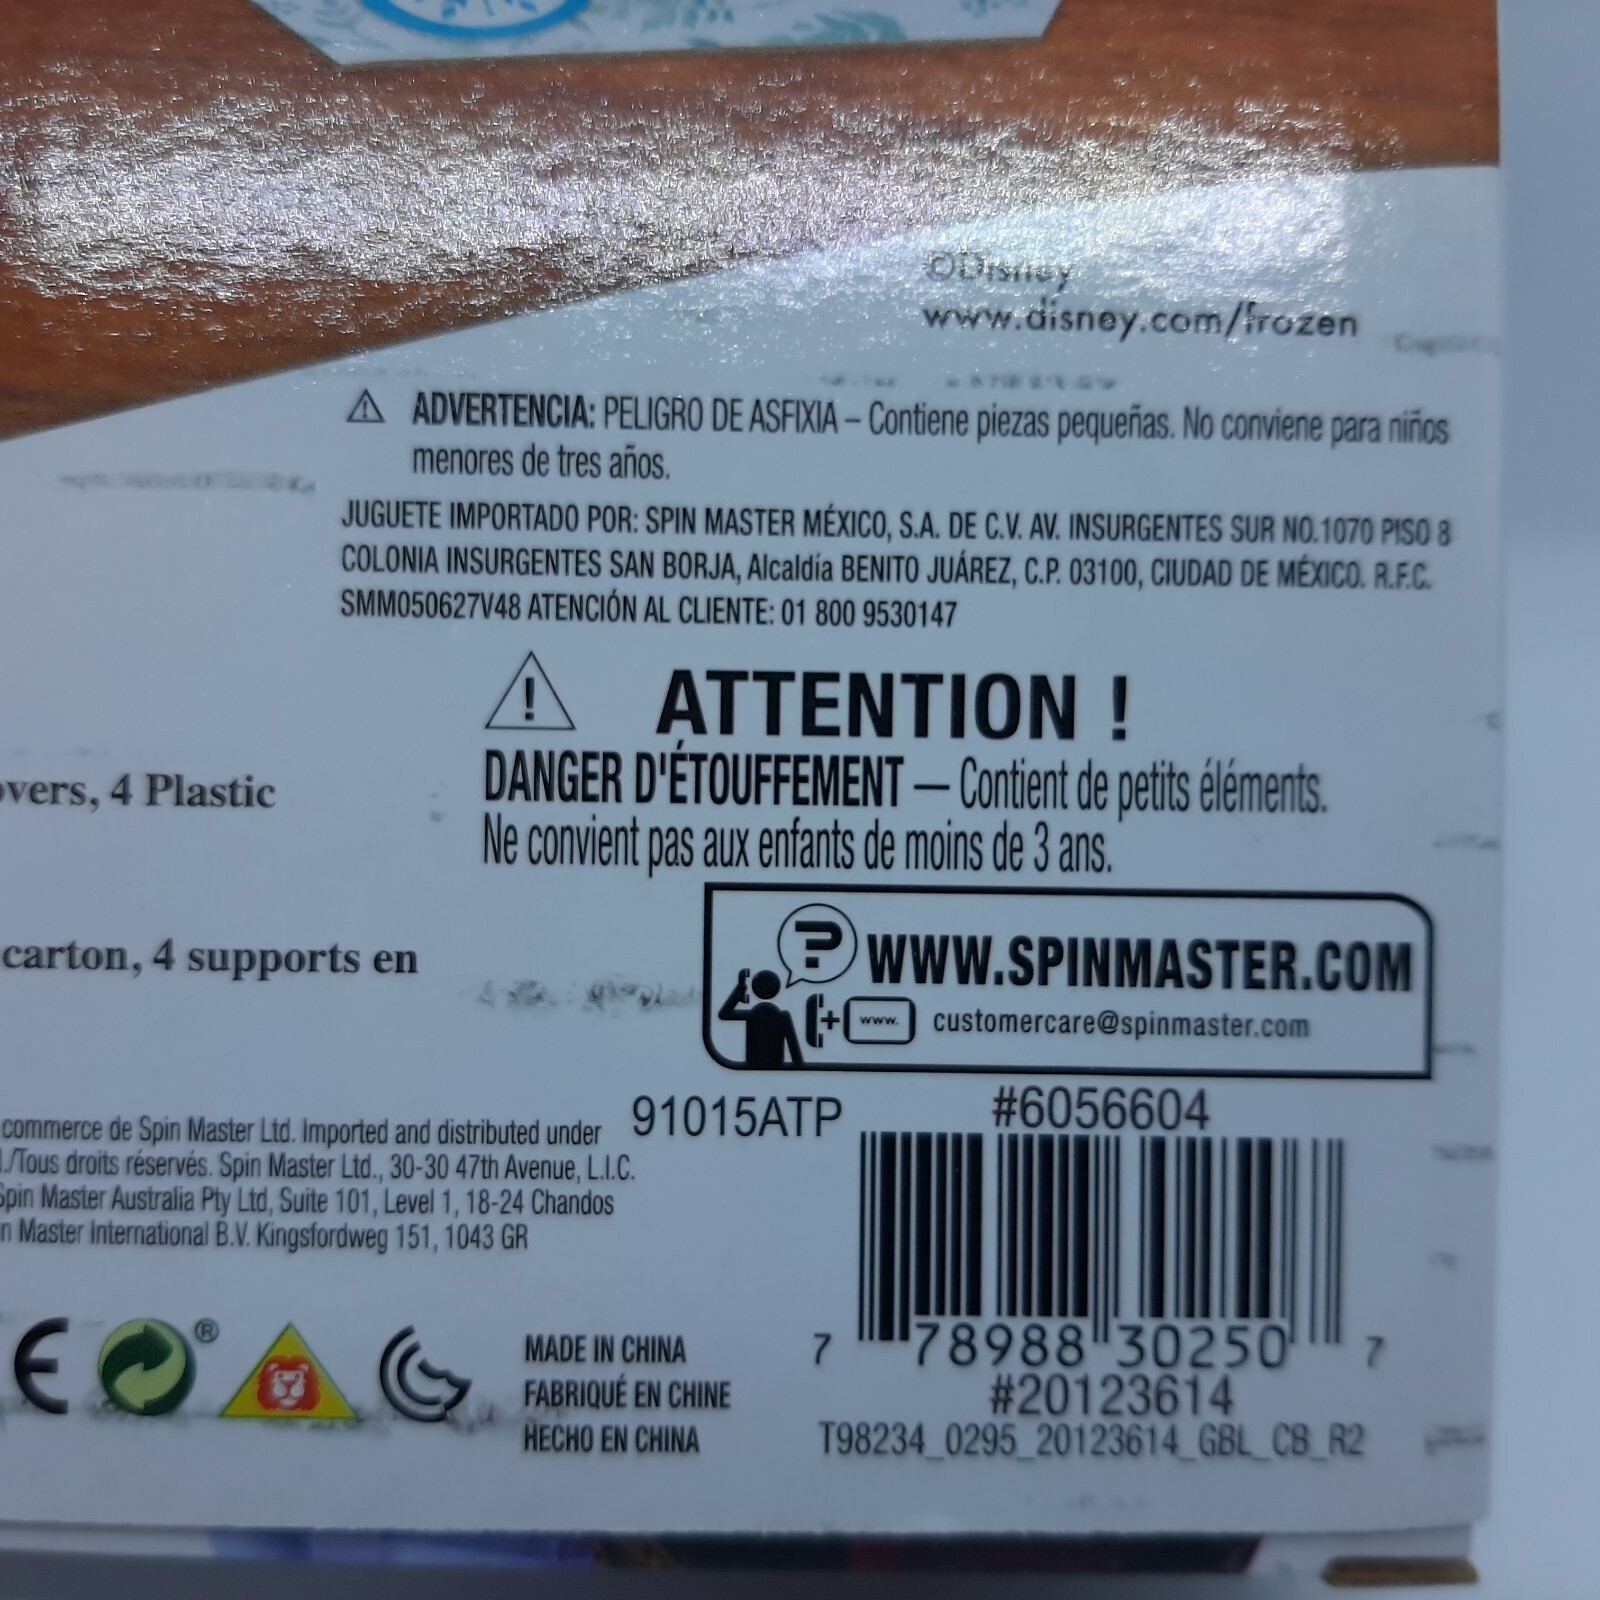 ©Disney
www.disney.com/frozen
ADVERTENCIA: PELIGRO DE ASFIXIA – Contiene piezas pequeñas. No conviene para niños
menores de tres años.
JUGUETE IMPORTADO POR: SPIN MASTER MÉXICO, S.A. DE C.V. AV. INSURGENTES SUR NO.1070 PISO 8
COLONIA INSURGENTES SAN BORJA, Alcaldía BENITO JUÁREZ, C.P. 03100, CIUDAD DE MÉXICO. R.F.C.
SMM050627V48 ATENCIÓN AL CLIENTE: 01 800 9530147
! ATTENTION !
DANGER D'ÉTOUFFEMENT — Contient de petits éléments.
Ne convient pas aux enfants de moins de 3 ans.
overs, 4 Plastic
carton, 4 supports en
? WWW.SPINMASTER.COM
+ www. customercare@spinmaster.com
91015ATP #6056604
commerce de Spin Master Ltd. Imported and distributed under
./Tous droits réservés. Spin Master Ltd., 30-30 47th Avenue, L.I.C.
Spin Master Australia Pty Ltd, Suite 101, Level 1, 18-24 Chandos
n Master International B.V. Kingsfordweg 151, 1043 GR
CE ®
MADE IN CHINA
FABRIQUÉ EN CHINE
HECHO EN CHINA
7 78988 30250 7
#20123614
T98234_0295_20123614_GBL_CB_R2